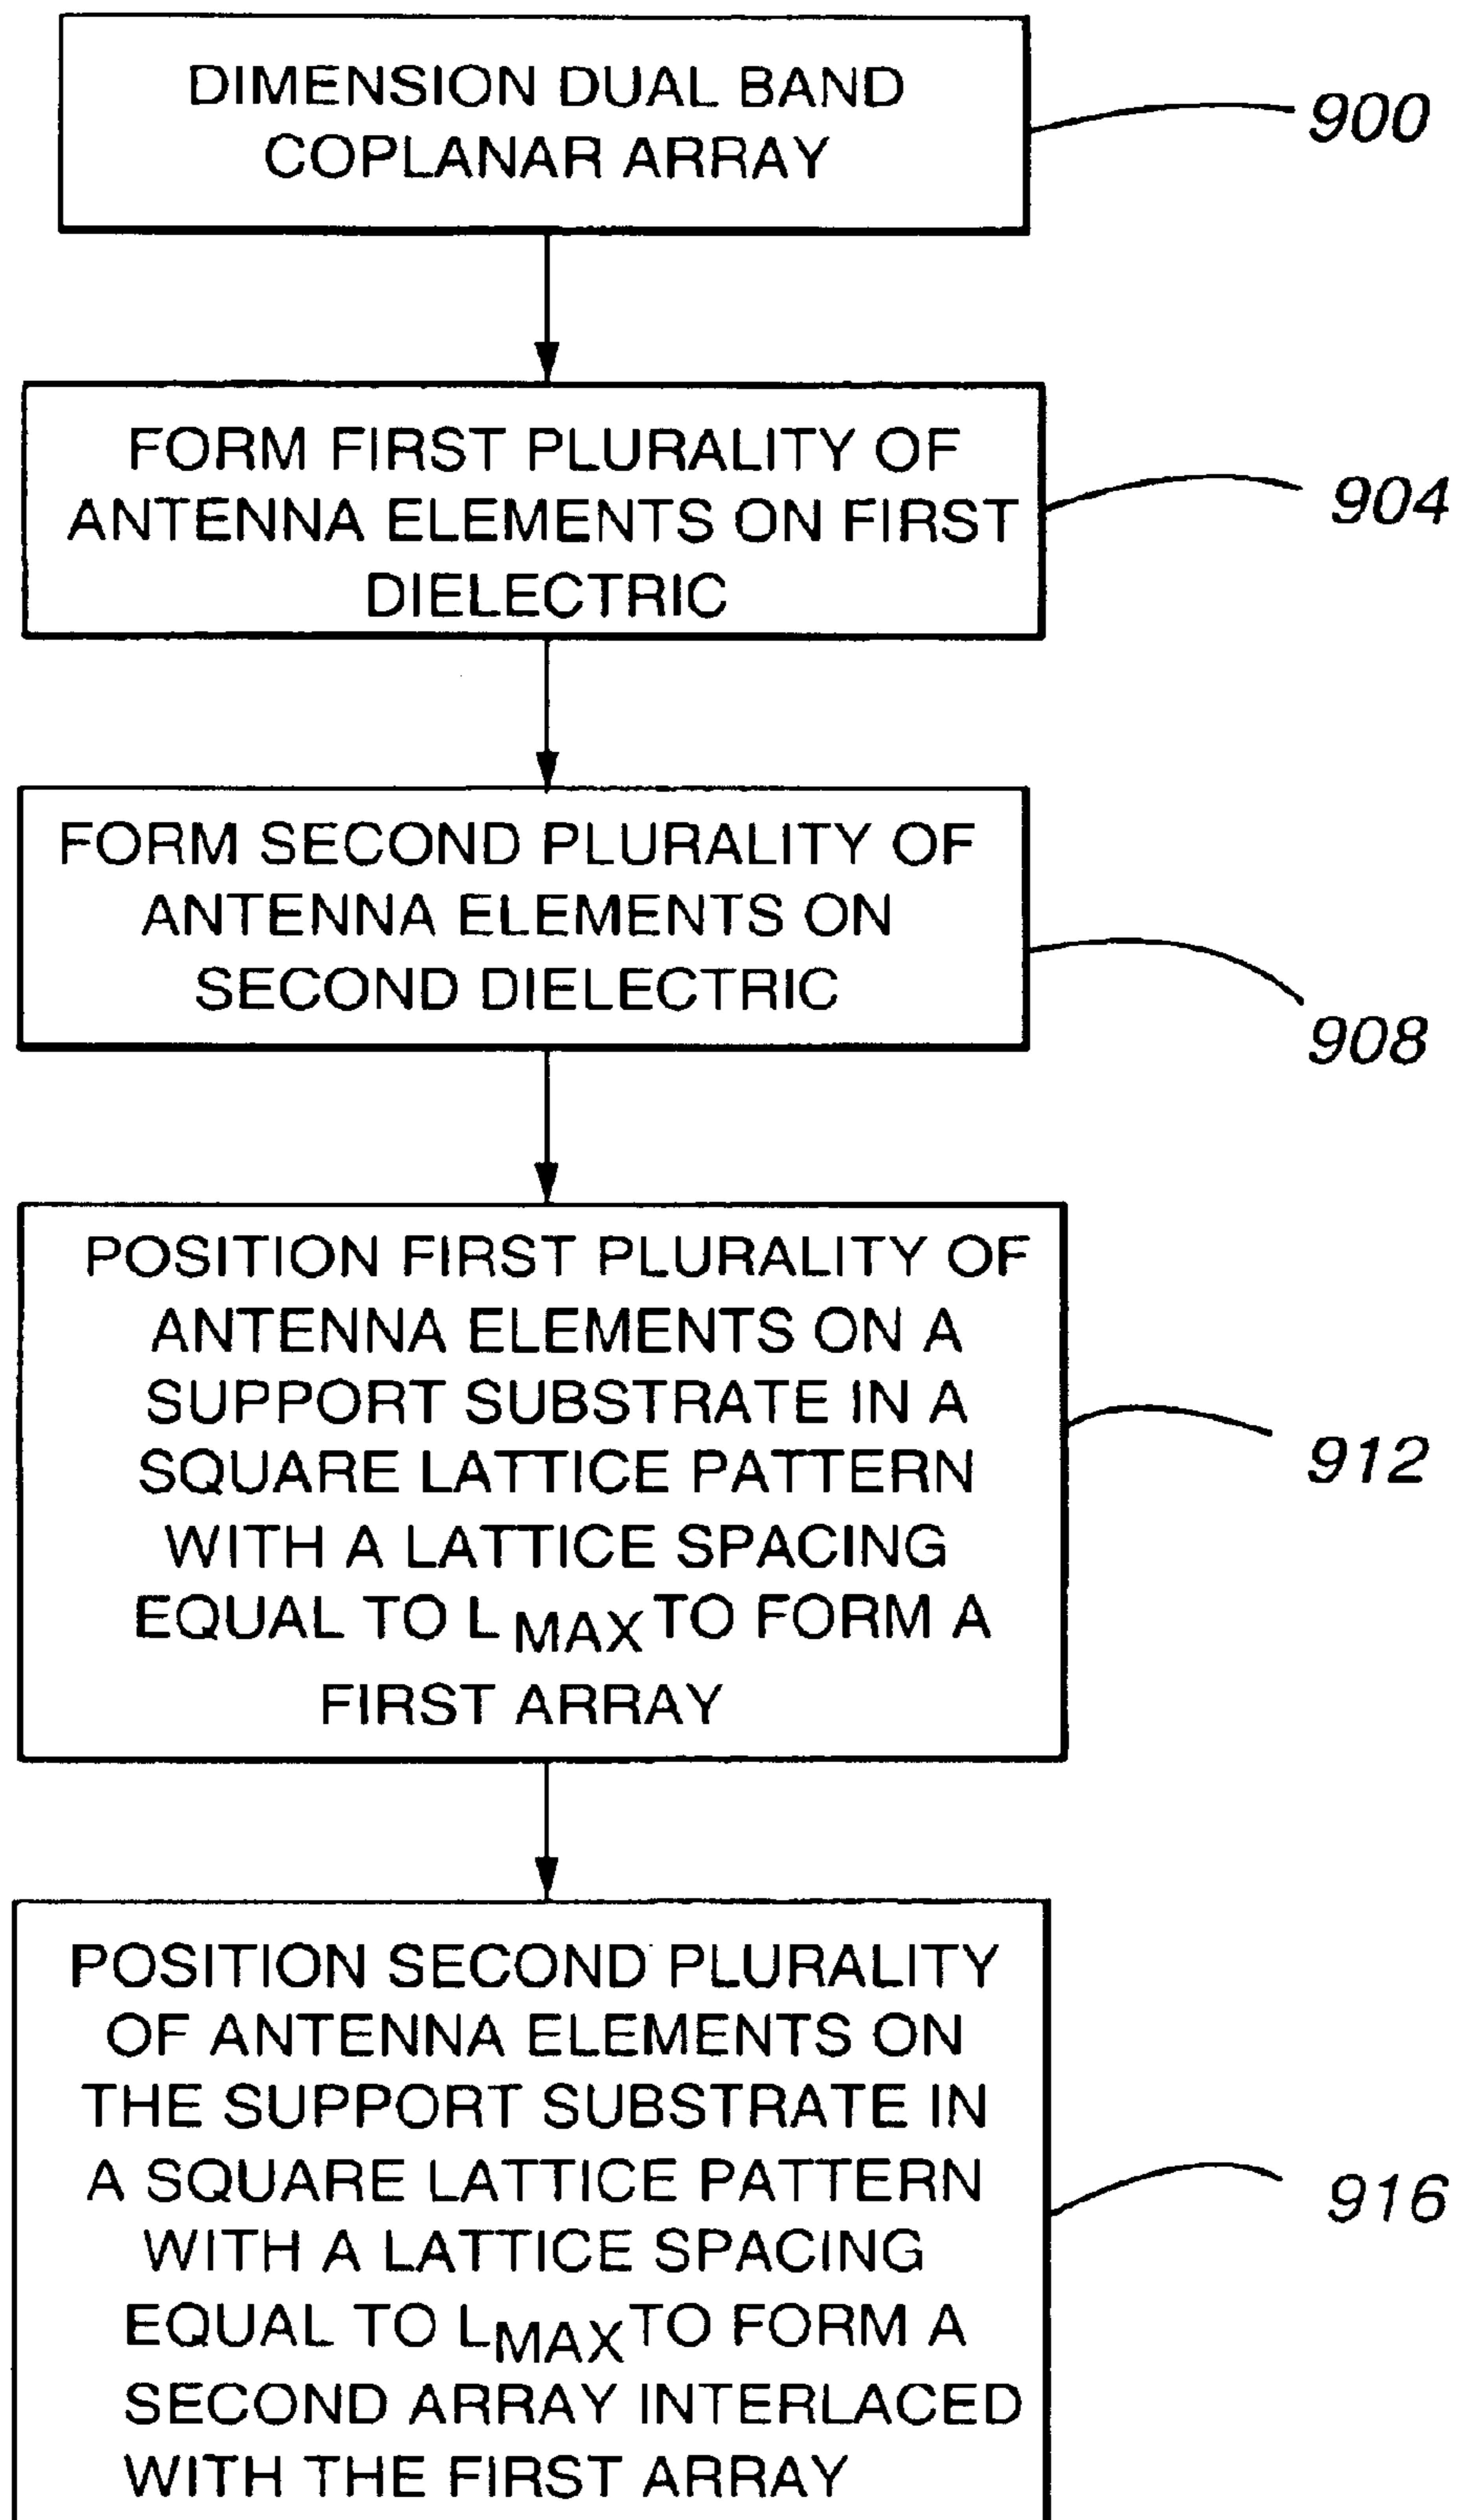 DIMENSION DUAL BAND
COPLANAR ARRAY
900
FORM FIRST PLURALITY OF
ANTENNA ELEMENTS ON FIRST
DIELECTRIC
904
FORM SECOND PLURALITY OF
ANTENNA ELEMENTS ON
SECOND DIELECTRIC
908
POSITION FIRST PLURALITY OF
ANTENNA ELEMENTS ON A
SUPPORT SUBSTRATE IN A
SQUARE LATTICE PATTERN
WITH A LATTICE SPACING
EQUAL TO LMAX TO FORM A
FIRST ARRAY
912
POSITION SECOND PLURALITY
OF ANTENNA ELEMENTS ON
THE SUPPORT SUBSTRATE IN
A SQUARE LATTICE PATTERN
WITH A LATTICE SPACING
EQUAL TO LMAX TO FORM A
SECOND ARRAY INTERLACED
WITH THE FIRST ARRAY
916